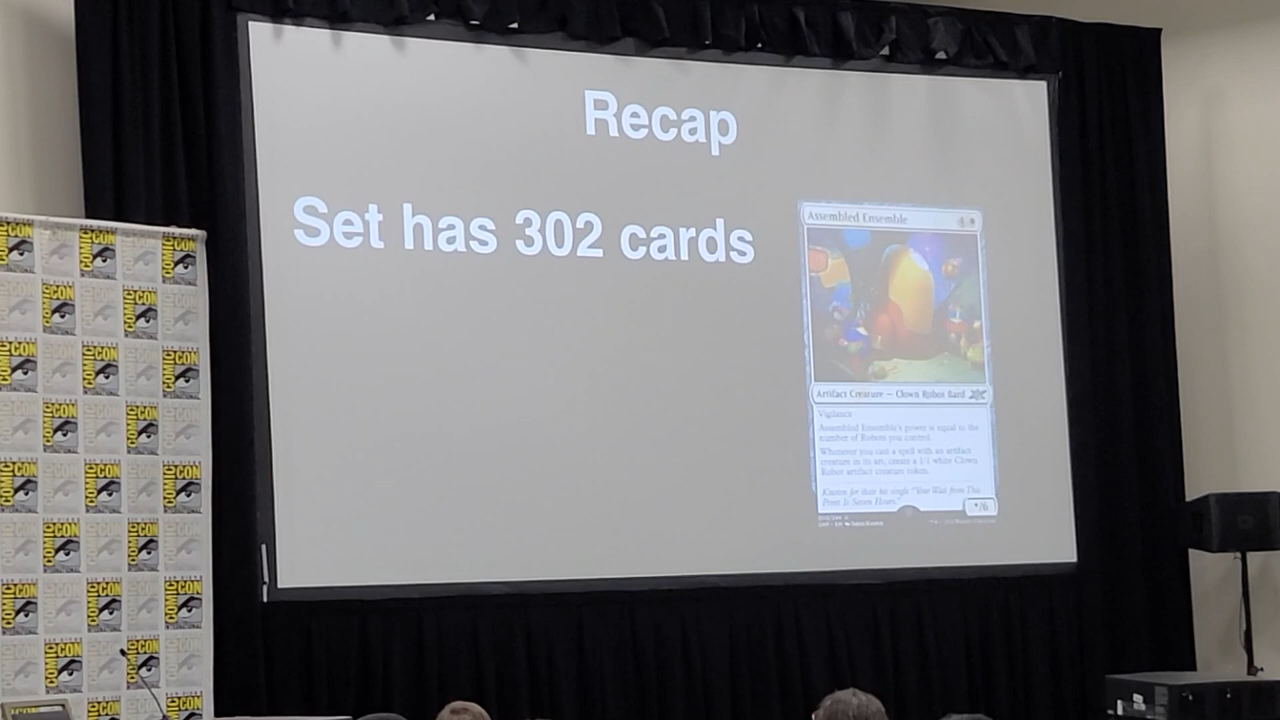 Recap
Set has 302 cards
Assembled Ensemble
4
Artifact Creature — Clown Robot Bard
Vigilance
Assembled Ensemble's power is equal to the
number of Robots you control.
Whenever you cast a spell with an artifact
creature in its art, create a 1/1 white Clown
Robot artifact creature token.
Known for their hit single "Your Wait from This
Point Is Seven Hours."
*/6
SAN DIEGO
COMIC CON